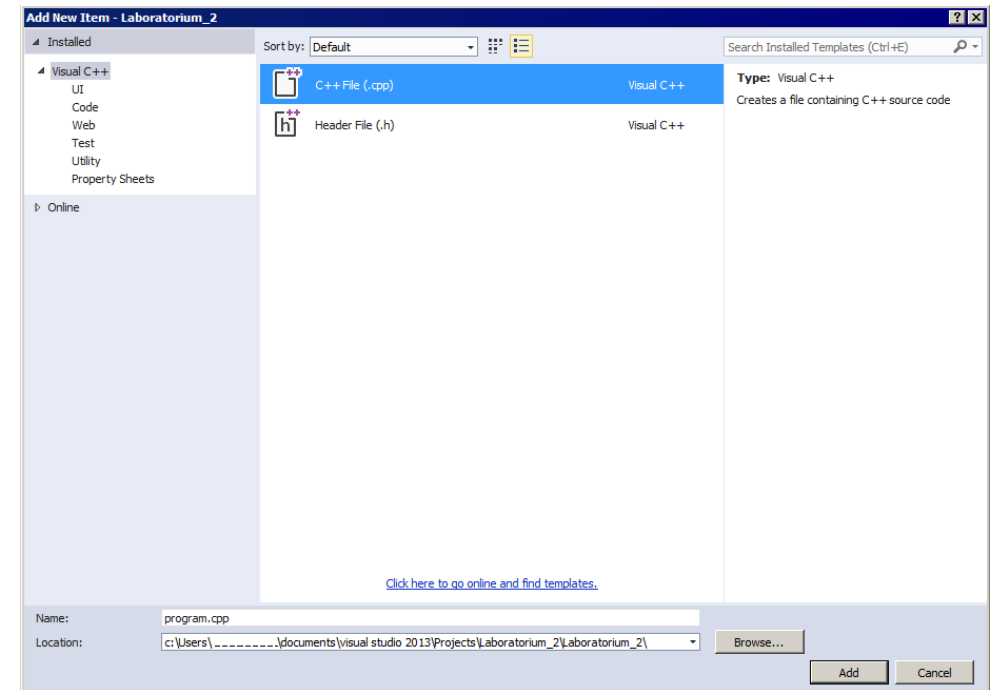 Add New Item - Laboratorium_2
Installed
Visual C++
UI
Code
Web
Test
Utility
Property Sheets
Online
Sort by: Default
C++ File (.cpp) Visual C++
Header File (.h) Visual C++
Click here to go online and find templates.
Search Installed Templates (Ctrl+E)
Type: Visual C++
Creates a file containing C++ source code
Name: program.cpp
Location: c:\Users\_________\documents\visual studio 2013\Projects\Laboratorium_2\Laboratorium_2\
Browse...
Add Cancel